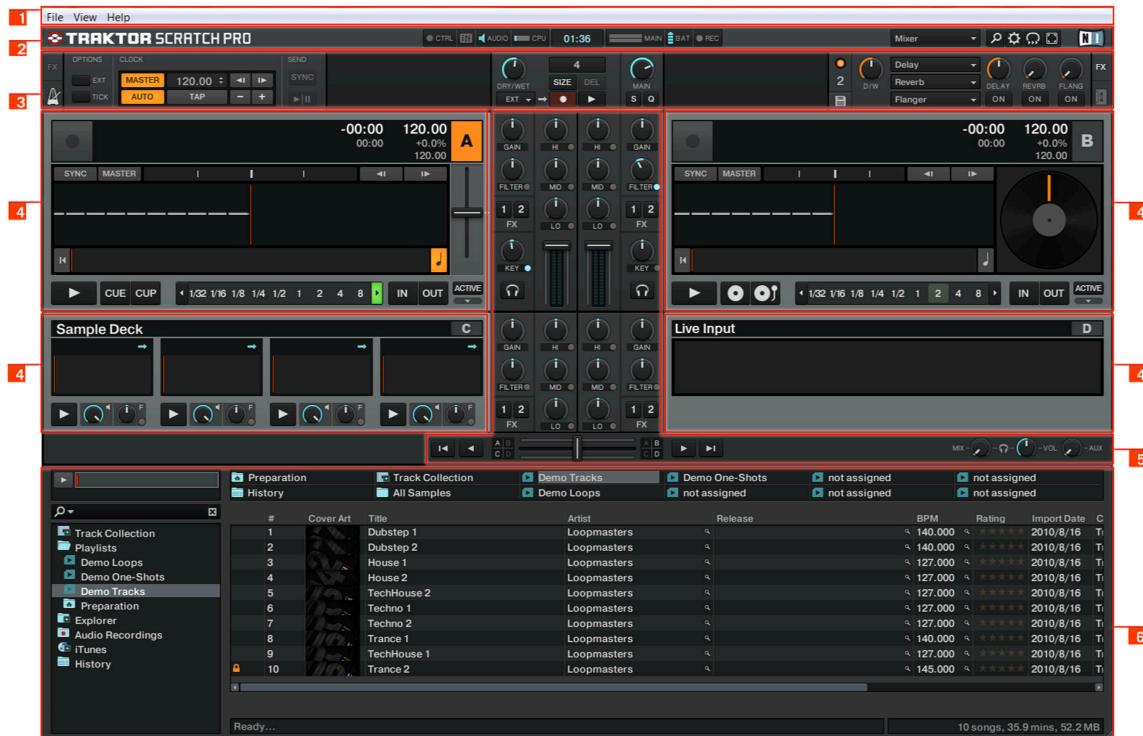 1
File View Help
2
TRAKTOR SCRATCH PRO
CTRL AUDIO CPU 01:36 MAIN BAT REC
Mixer
NI
3
FX
OPTIONS CLOCK SEND
EXT MASTER 120.00 SYNC
TICK AUTO TAP - +
4
DRY/WET SIZE DEL MAIN
EXT S Q
2
D/W
Delay
Reverb
Flanger
DELAY REVRB FLANG
ON ON ON
FX
4
-00:00 120.00
00:00 +0.0%
120.00
A
SYNC MASTER
CUE CUP 1/32 1/16 1/8 1/4 1/2 1 2 4 8 IN OUT ACTIVE
GAIN HI HI GAIN
FILTER MID MID FILTER
1 2 1 2
FX LO LO FX
KEY KEY
4
-00:00 120.00
00:00 +0.0%
120.00
B
SYNC MASTER
1/32 1/16 1/8 1/4 1/2 1 2 4 8 IN OUT ACTIVE
4
Sample Deck C
F F F F
GAIN HI HI GAIN
FILTER MID MID FILTER
1 2 1 2
FX LO LO FX
4
Live Input D
A B
C D
A B
C D
MIX VOL AUX
5
Preparation Track Collection Demo Tracks Demo One-Shots not assigned not assigned
History All Samples Demo Loops not assigned not assigned not assigned
Track Collection
Playlists
Demo Loops
Demo One-Shots
Demo Tracks
Preparation
Explorer
Audio Recordings
iTunes
History
# Cover Art Title Artist Release BPM Rating Import Date C
1 Dubstep 1 Loopmasters 140.000 2010/8/16
2 Dubstep 2 Loopmasters 140.000 2010/8/16
3 House 1 Loopmasters 127.000 2010/8/16
4 House 2 Loopmasters 127.000 2010/8/16
5 TechHouse 2 Loopmasters 127.000 2010/8/16
6 Techno 1 Loopmasters 127.000 2010/8/16
7 Techno 2 Loopmasters 127.000 2010/8/16
8 Trance 1 Loopmasters 140.000 2010/8/16
9 TechHouse 1 Loopmasters 127.000 2010/8/16
10 Trance 2 Loopmasters 145.000 2010/8/16
6
Ready...
10 songs, 35.9 mins, 52.2 MB